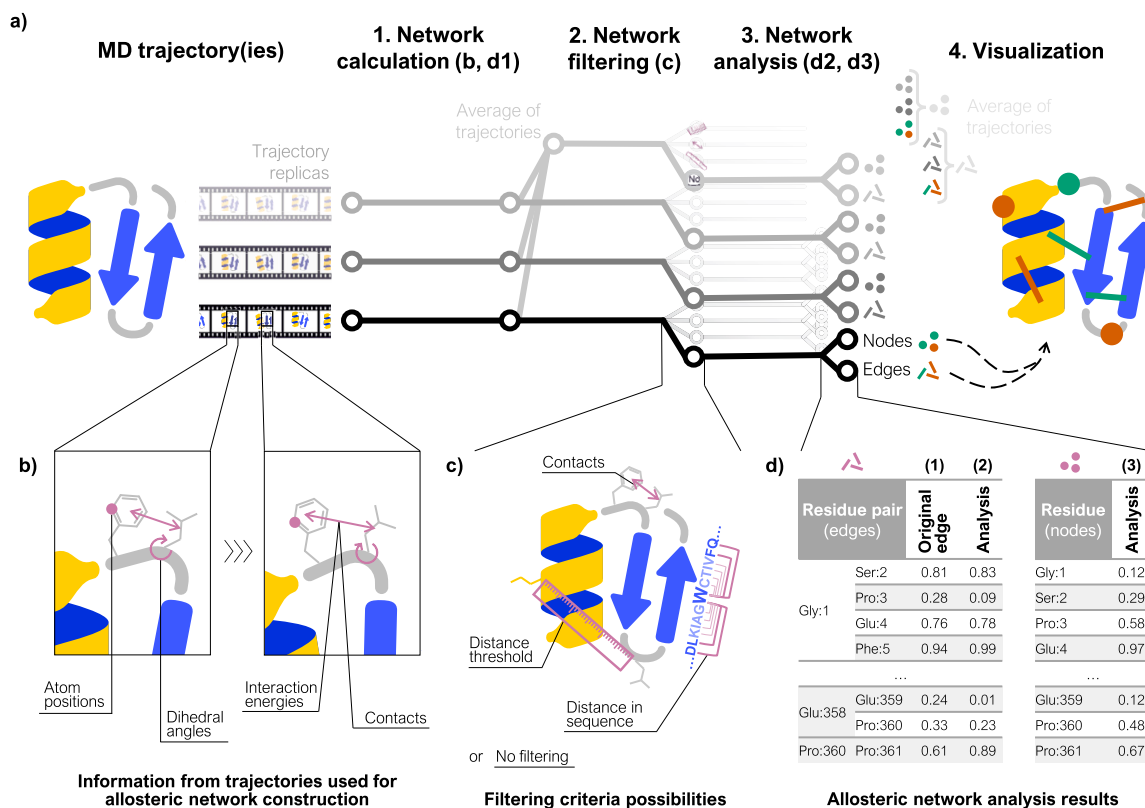 a)
MD trajectory(ies)
1. Network
calculation (b, d1)
2. Network
filtering (c)
3. Network
analysis (d2, d3)
4. Visualization
Average of
trajectories
Average of
trajectories
Trajectory
replicas
No
Nodes
Edges
b)
Atom
positions
Dihedral
angles
Interaction
energies
Contacts
Information from trajectories used for
allosteric network construction
c)
Contacts
...DLKIAGWCTIVFQ...
Distance
threshold
Distance in
sequence
or No filtering
Filtering criteria possibilities
d)
(1) (2) (3)
Residue pair
(edges)
Original
edge
Analysis
Residue
(nodes)
Analysis
Gly:1 Ser:2 0.81 0.83
Pro:3 0.28 0.09
Glu:4 0.76 0.78
Phe:5 0.94 0.99
...
Glu:358 Glu:359 0.24 0.01
Pro:360 0.33 0.23
Pro:360 Pro:361 0.61 0.89
Gly:1 0.12
Ser:2 0.29
Pro:3 0.58
Glu:4 0.97
...
Glu:359 0.12
Pro:360 0.48
Pro:361 0.67
Allosteric network analysis results